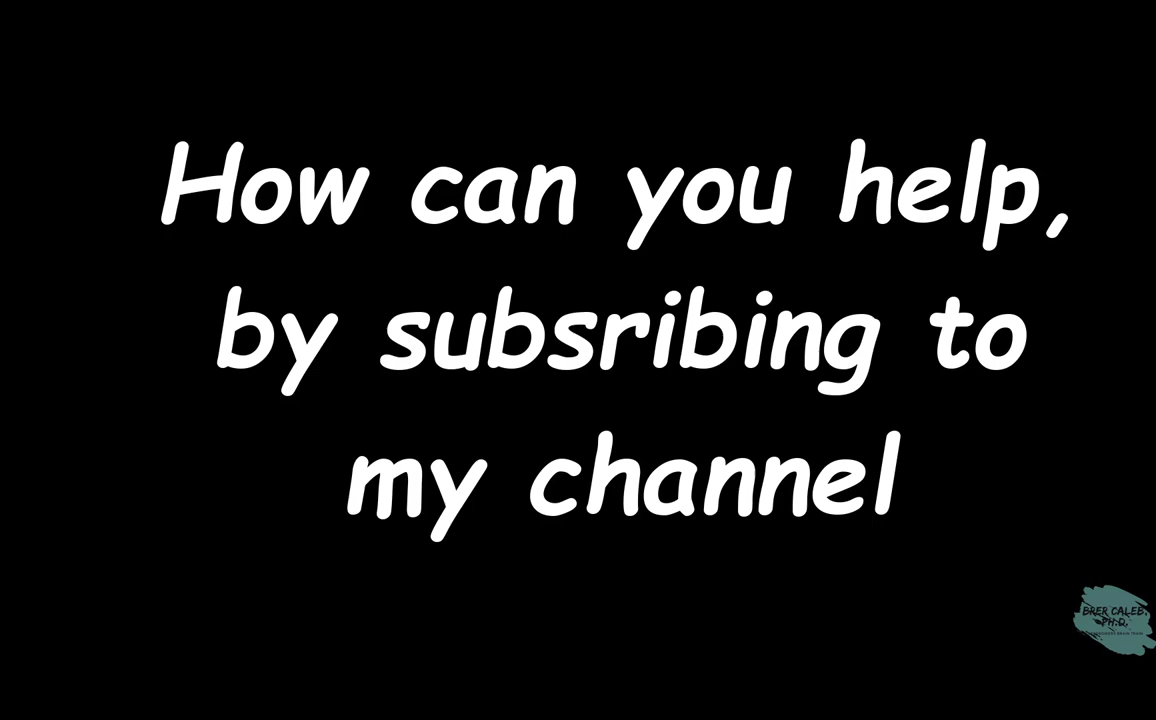 How can you help,
by subsribing to
my channel
BRER CALEB,
PH.D.